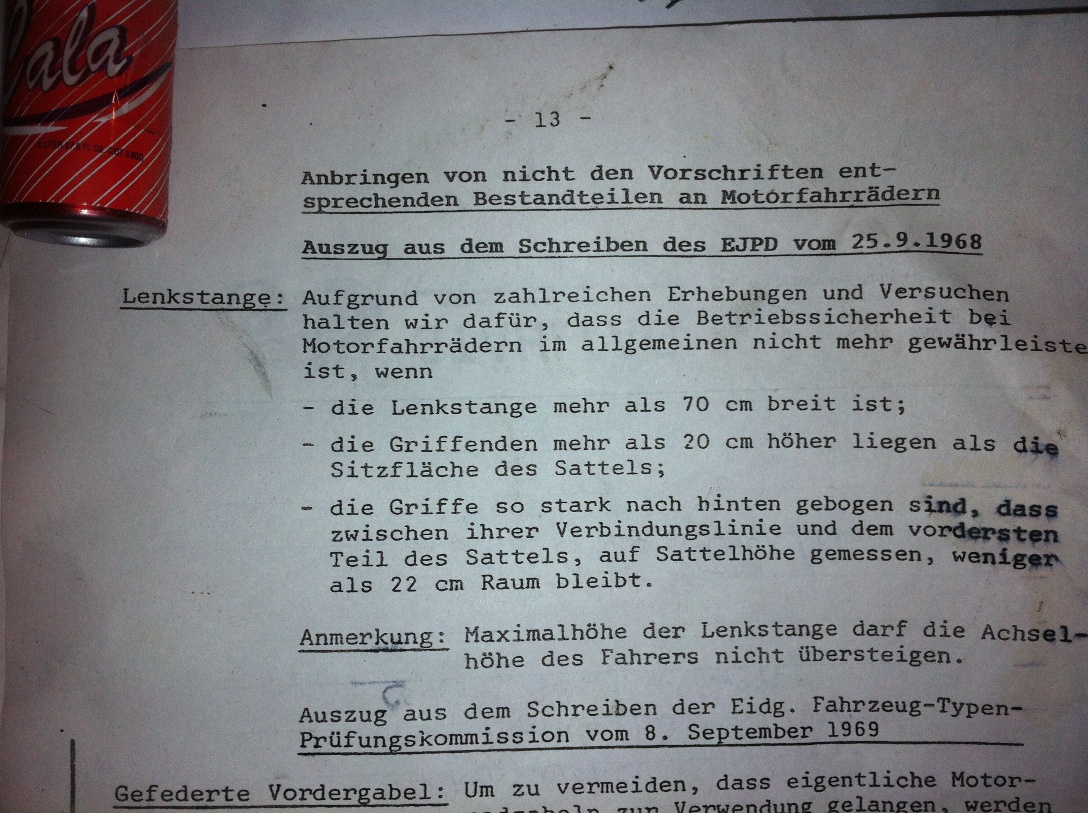 ala
- 13 -
Anbringen von nicht den Vorschriften ent-
sprechenden Bestandteilen an Motorfahrrädern
Auszug aus dem Schreiben des EJPD vom 25.9.1968
Lenkstange: Aufgrund von zahlreichen Erhebungen und Versuchen
halten wir dafür, dass die Betriebssicherheit bei
Motorfahrrädern im allgemeinen nicht mehr gewährleiste
ist, wenn
- die Lenkstange mehr als 70 cm breit ist;
- die Griffenden mehr als 20 cm höher liegen als die
Sitzfläche des Sattels;
- die Griffe so stark nach hinten gebogen sind, dass
zwischen ihrer Verbindungslinie und dem vordersten
Teil des Sattels, auf Sattelhöhe gemessen, weniger
als 22 cm Raum bleibt.
Anmerkung: Maximalhöhe der Lenkstange darf die Achsel-
höhe des Fahrers nicht übersteigen.
Auszug aus dem Schreiben der Eidg. Fahrzeug-Typen-
Prüfungskommission vom 8. September 1969
Gefederte Vordergabel: Um zu vermeiden, dass eigentliche Motor-
zur Verwendung gelangen, werden